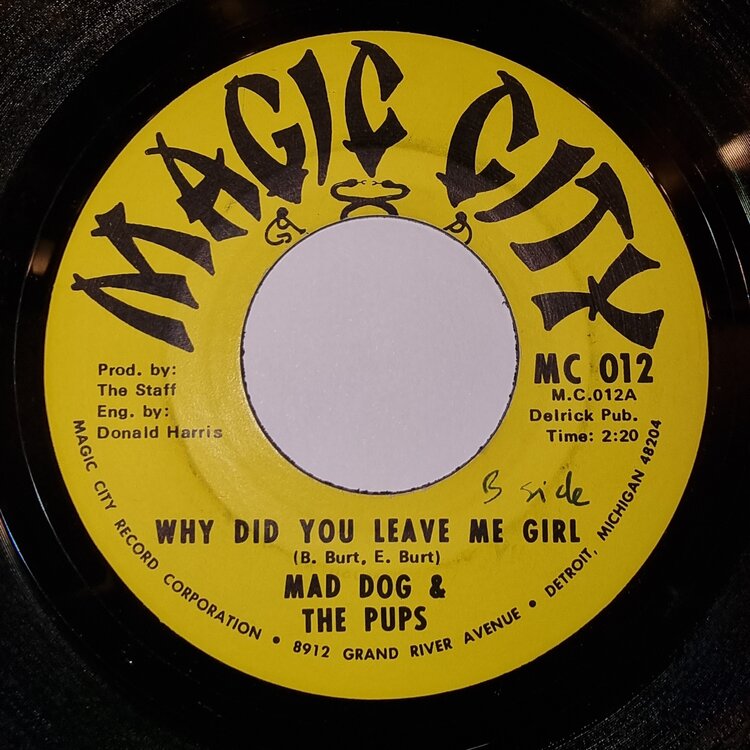 MAGIC CITY
Prod. by:
The Staff
Eng. by:
Donald Harris
MC 012
M.C.012A
Delrick Pub.
Time: 2:20
B side
WHY DID YOU LEAVE ME GIRL
(B. Burt, E. Burt)
MAD DOG &
THE PUPS
MAGIC CITY RECORD CORPORATION • 8912 GRAND RIVER AVENUE • DETROIT, MICHIGAN 48204